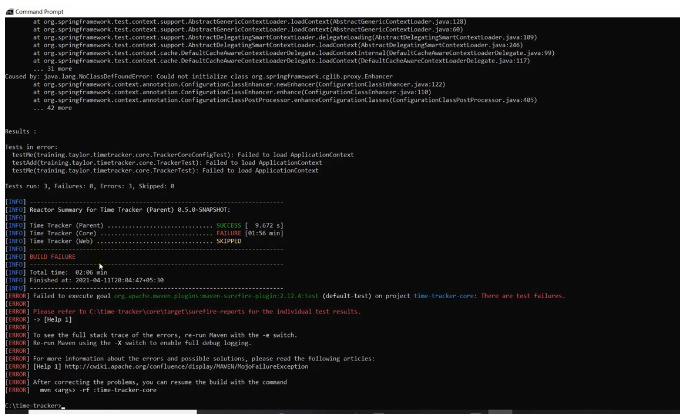 Command Prompt
at org.springframework.test.context.support.AbstractGenericContextLoader.loadContext(AbstractGenericContextLoader.java:128)
at org.springframework.test.context.support.AbstractGenericContextLoader.loadContext(AbstractGenericContextLoader.java:60)
at org.springframework.test.context.support.AbstractDelegatingSmartContextLoader.delegateLoading(AbstractDelegatingSmartContextLoader.java:109)
at org.springframework.test.context.support.AbstractDelegatingSmartContextLoader.loadContext(AbstractDelegatingSmartContextLoader.java:246)
at org.springframework.test.context.cache.DefaultCacheAwareContextLoaderDelegate.loadContextInternal(DefaultCacheAwareContextLoaderDelegate.java:99)
at org.springframework.test.context.cache.DefaultCacheAwareContextLoaderDelegate.loadContext(DefaultCacheAwareContextLoaderDelegate.java:117)
... 31 more
Caused by: java.lang.NoClassDefFoundError: Could not initialize class org.springframework.cglib.proxy.Enhancer
at org.springframework.context.annotation.ConfigurationClassEnhancer.newEnhancer(ConfigurationClassEnhancer.java:122)
at org.springframework.context.annotation.ConfigurationClassEnhancer.enhance(ConfigurationClassEnhancer.java:110)
at org.springframework.context.annotation.ConfigurationClassPostProcessor.enhanceConfigurationClasses(ConfigurationClassPostProcessor.java:405)
... 42 more
Results :
Tests in error:
testMe(training.taylor.timetracker.core.TrackerCoreConfigTest): Failed to load ApplicationContext
testAdd(training.taylor.timetracker.core.TrackerTest): Failed to load ApplicationContext
testMe(training.taylor.timetracker.core.TrackerTest): Failed to load ApplicationContext
Tests run: 3, Failures: 0, Errors: 3, Skipped: 0
[INFO] ------------------------------------------------------------------------
[INFO] Reactor Summary for Time Tracker (Parent) 0.5.0-SNAPSHOT:
[INFO]
[INFO] Time Tracker (Parent) .............................. SUCCESS [  9.672 s]
[INFO] Time Tracker (Core) ................................ FAILURE [01:56 min]
[INFO] Time Tracker (Web) ................................. SKIPPED
[INFO] ------------------------------------------------------------------------
[INFO] BUILD FAILURE
[INFO] ------------------------------------------------------------------------
[INFO] Total time:  02:06 min
[INFO] Finished at: 2021-04-11T20:04:47+05:30
[INFO] ------------------------------------------------------------------------
[ERROR] Failed to execute goal org.apache.maven.plugins:maven-surefire-plugin:2.12.4:test (default-test) on project time-tracker-core: There are test failures.
[ERROR]
[ERROR] Please refer to C:\time-tracker\core\target\surefire-reports for the individual test results.
[ERROR] -> [Help 1]
[ERROR]
[ERROR] To see the full stack trace of the errors, re-run Maven with the -e switch.
[ERROR] Re-run Maven using the -X switch to enable full debug logging.
[ERROR]
[ERROR] For more information about the errors and possible solutions, please read the following articles:
[ERROR] [Help 1] http://cwiki.apache.org/confluence/display/MAVEN/MojoFailureException
[ERROR]
[ERROR] After correcting the problems, you can resume the build with the command
[ERROR]   mvn <args> -rf :time-tracker-core
C:\time-tracker>